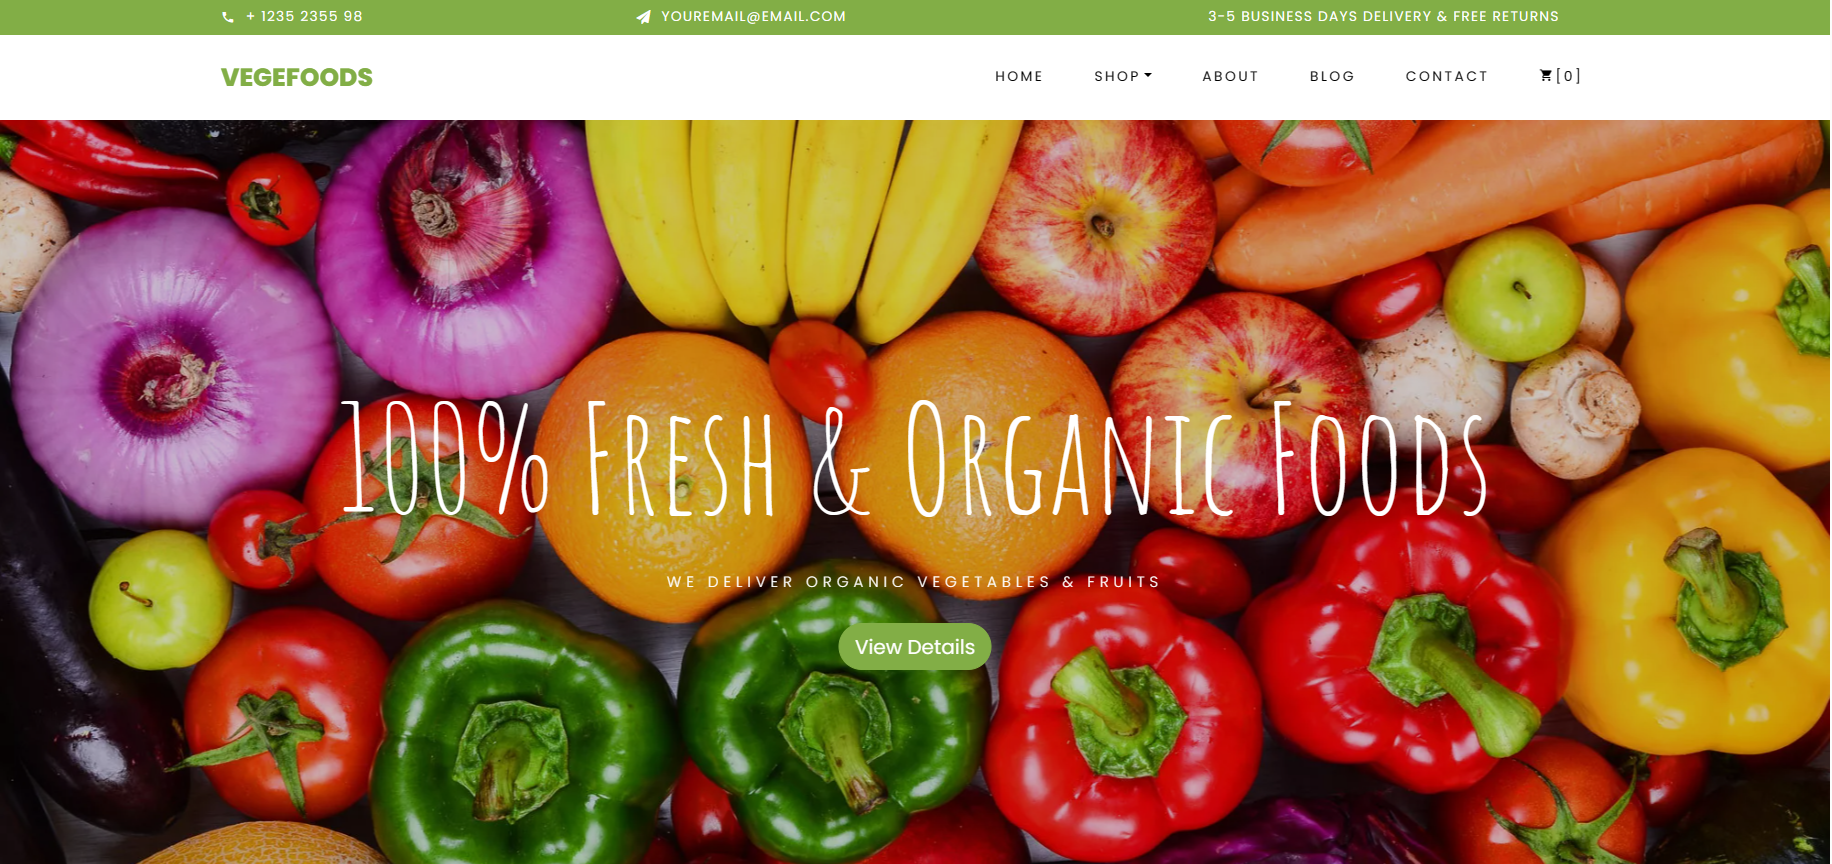 + 1235 2355 98
YOUREMAIL@EMAIL.COM
3-5 BUSINESS DAYS DELIVERY & FREE RETURNS
VEGEFOODS
HOME
SHOP
ABOUT
BLOG
CONTACT
[0]
100% Fresh & Organic Foods
WE DELIVER ORGANIC VEGETABLES & FRUITS
View Details